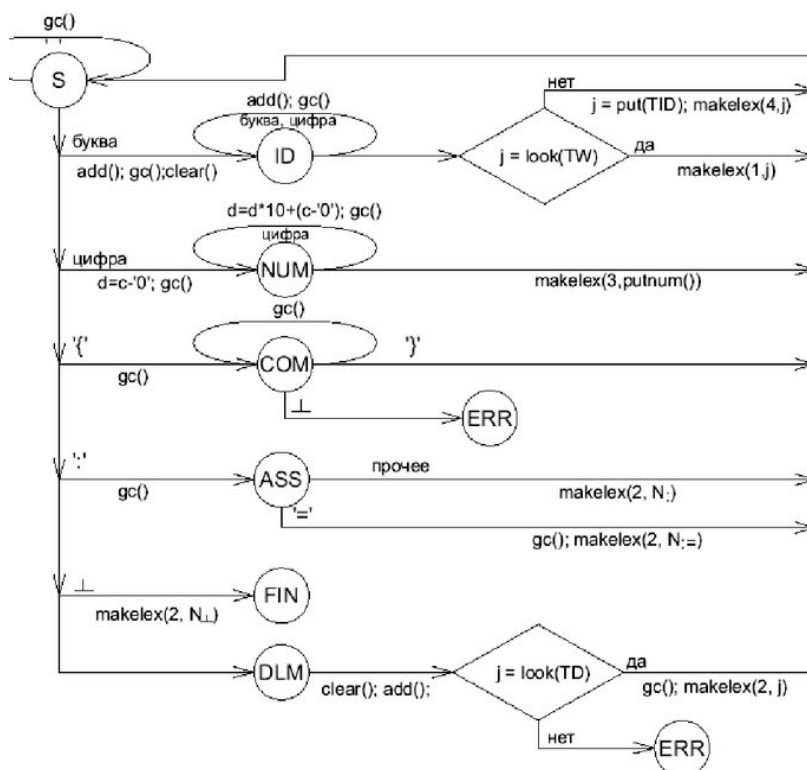 gc()
' '
S
нет
add(); gc()
j = put(TID); makelex(4,j)
буква
буква, цифра
ID
j = look(TW)
да
add(); gc();clear()
makelex(1,j)
d=d*10+(c-'0'); gc()
цифра
цифра
NUM
d=c-'0'; gc()
makelex(3,putnum())
gc()
'{'
'}'
COM
gc()
⊥
ERR
':'
прочее
ASS
gc()
makelex(2, N:)
'='
gc(); makelex(2, N:=)
⊥
FIN
makelex(2, N⊥)
да
DLM
j = look(TD)
clear(); add();
gc(); makelex(2, j)
нет
ERR